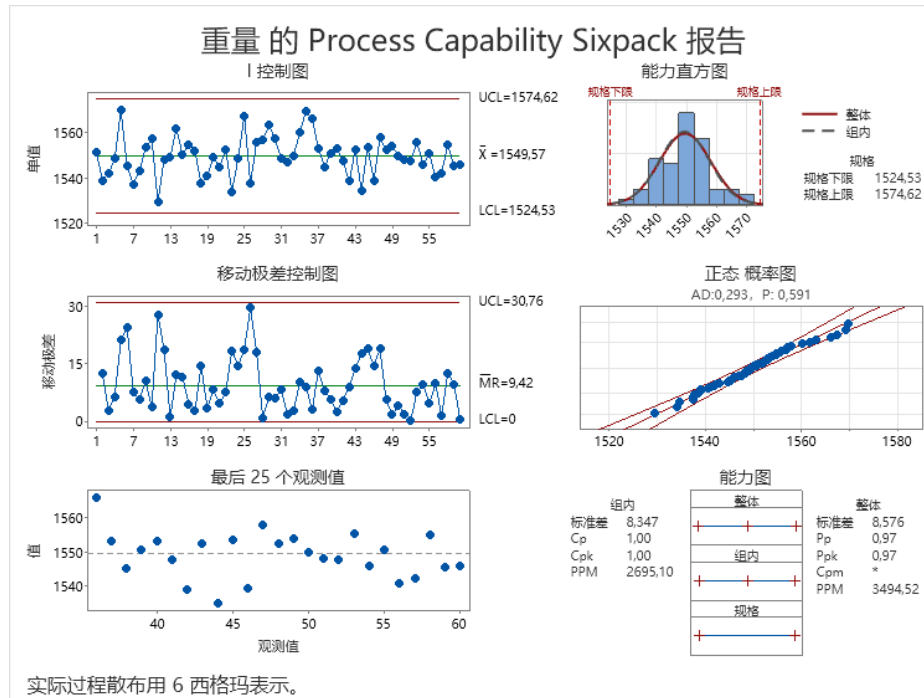 重量 的 Process Capability Sixpack 报告
I 控制图
单值
1560
1540
1520
1 7 13 19 25 31 37 43 49 55
UCL=1574,62
X̄ =1549,57
LCL=1524,53
移动极差控制图
移动极差
30
15
0
1 7 13 19 25 31 37 43 49 55
UCL=30,76
M̄R̄=9,42
LCL=0
最后 25 个观测值
值
1560
1550
1540
40 45 50 55 60
观测值
能力直方图
规格下限 规格上限
1530 1540 1550 1560 1570
整体
组内
规格
规格下限 1524,53
规格上限 1574,62
正态 概率图
AD:0,293, P: 0,591
1520 1540 1560 1580
能力图
组内
标准差 8,347
Cp 1,00
Cpk 1,00
PPM 2695,10
整体
组内
规格
整体
标准差 8,576
Pp 0,97
Ppk 0,97
Cpm *
PPM 3494,52
实际过程散布用 6 西格玛表示。